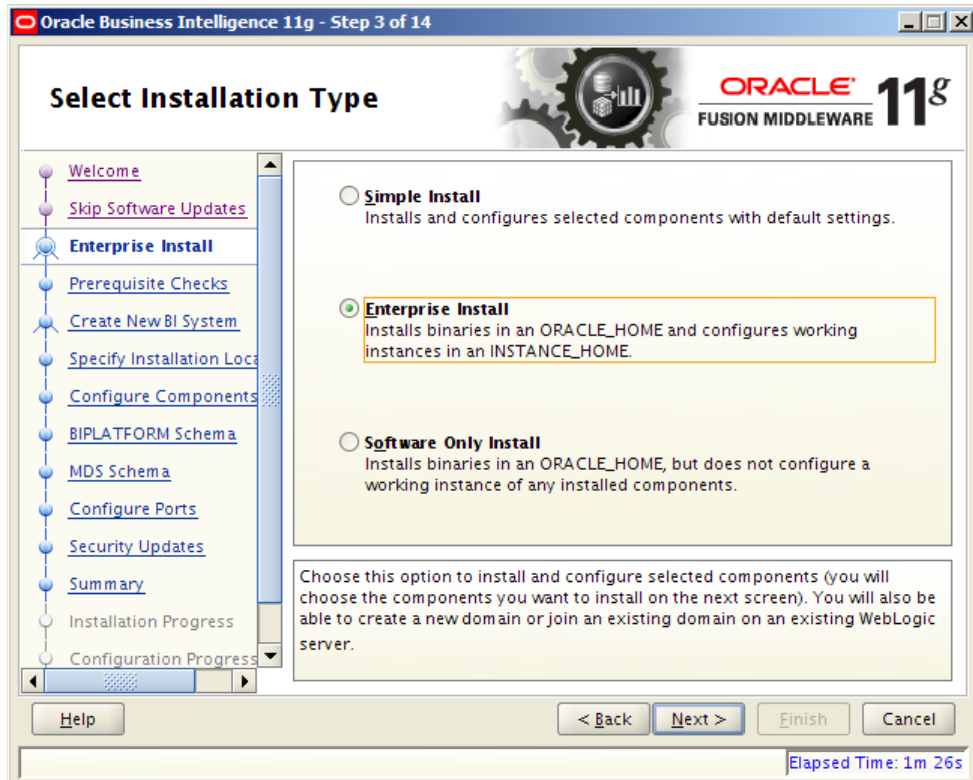 Oracle Business Intelligence 11g - Step 3 of 14
Select Installation Type
ORACLE
FUSION MIDDLEWARE
11g
Welcome
Skip Software Updates
Enterprise Install
Prerequisite Checks
Create New BI System
Specify Installation Loca
Configure Components
BIPLATFORM Schema
MDS Schema
Configure Ports
Security Updates
Summary
Installation Progress
Configuration Progress
Simple Install
Installs and configures selected components with default settings.
Enterprise Install
Installs binaries in an ORACLE_HOME and configures working
instances in an INSTANCE_HOME.
Software Only Install
Installs binaries in an ORACLE_HOME, but does not configure a
working instance of any installed components.
Choose this option to install and configure selected components (you will
choose the components you want to install on the next screen). You will also be
able to create a new domain or join an existing domain on an existing WebLogic
server.
Help
< Back
Next >
Finish
Cancel
Elapsed Time: 1m 26s